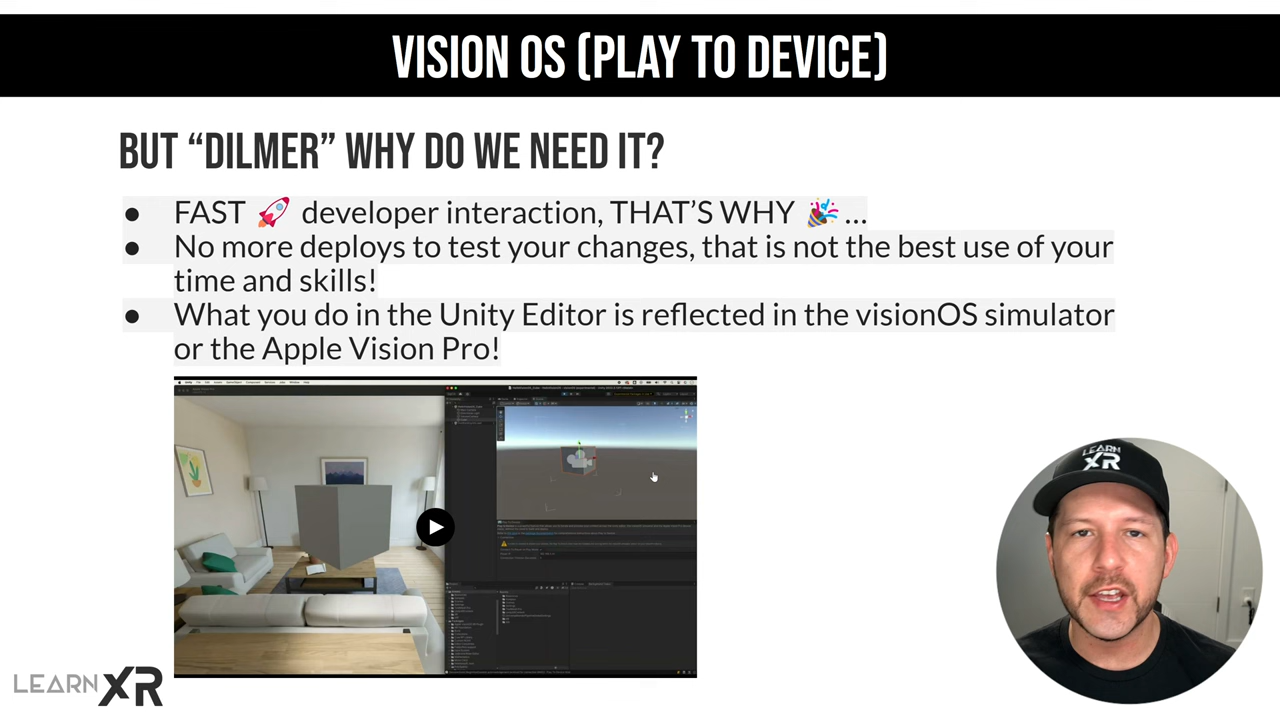 VISION OS (PLAY TO DEVICE)
BUT “DILMER” WHY DO WE NEED IT?
● FAST 🚀 developer interaction, THAT’S WHY 🎉...
● No more deploys to test your changes, that is not the best use of your
time and skills!
● What you do in the Unity Editor is reflected in the visionOS simulator
or the Apple Vision Pro!
LEARN XR
LEARN
XR